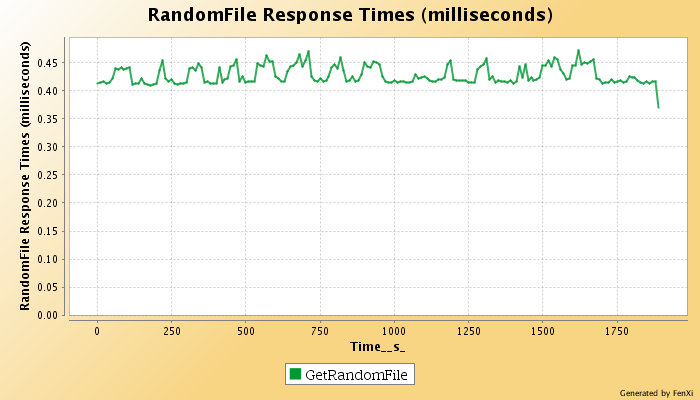 RandomFile Response Times (milliseconds)
RandomFile Response Times (milliseconds)
0.45
0.40
0.35
0.30
0.25
0.20
0.15
0.10
0.05
0.00
0 250 500 750 1000 1250 1500 1750
Time__s_
GetRandomFile
Generated by FenXi